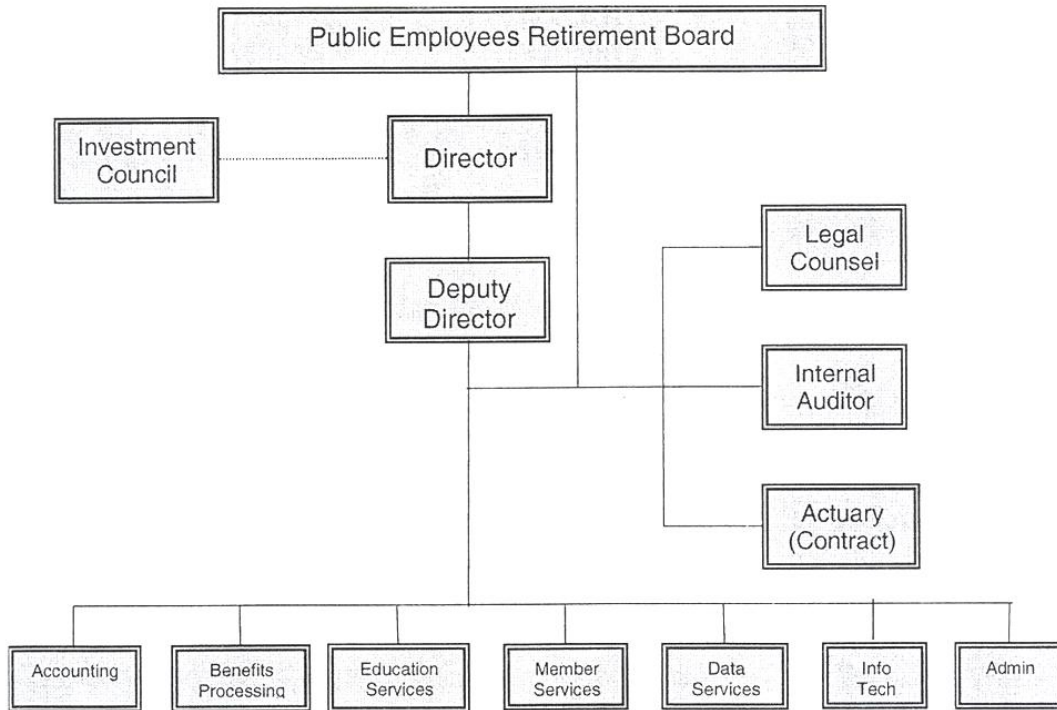 Public Employees Retirement Board
Investment
Council
Director
Deputy
Director
Legal
Counsel
Internal
Auditor
Actuary
(Contract)
Accounting
Benefits
Processing
Education
Services
Member
Services
Data
Services
Info
Tech
Admin